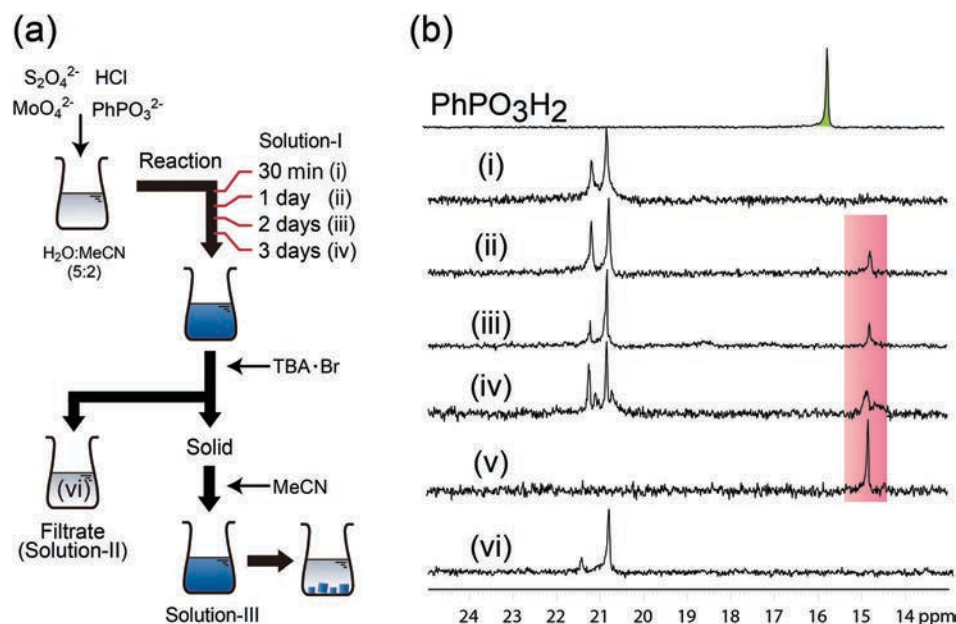 (a)
S₂O₄²⁻ HCl
MoO₄²⁻ PhPO₃²⁻
H₂O:MeCN
(5:2)
Reaction
Solution-I
30 min (i)
1 day (ii)
2 days (iii)
3 days (iv)
TBA·Br
(vi)
Filtrate
(Solution-II)
Solid
MeCN
Solution-III
(b)
PhPO₃H₂
(i)
(ii)
(iii)
(iv)
(v)
(vi)
24 23 22 21 20 19 18 17 16 15 14 ppm